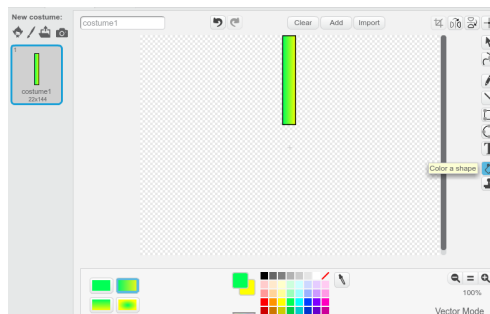 New costume:
costume1
Clear
Add
Import
1
costume1
22x144
T
Color a shape
100%
Vector Mode